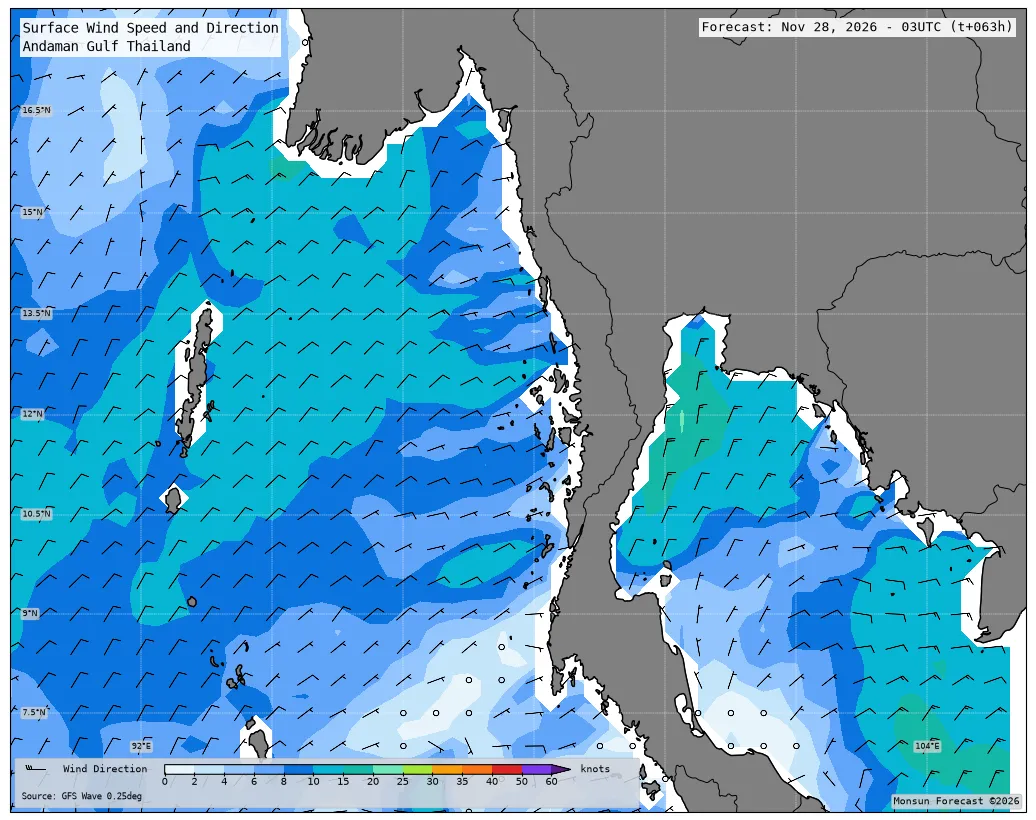 Surface Wind Speed and Direction
Andaman Gulf Thailand
Forecast: Nov 28, 2026 - 03UTC (t+063h)
16.5°N
15°N
13.5°N
12°N
10.5°N
9°N
7.5°N
92°E
104°E
Wind Direction
0 2 4 6 8 10 15 20 25 30 35 40 50 60 knots
Source: GFS Wave 0.25deg
Monsun Forecast ©2026